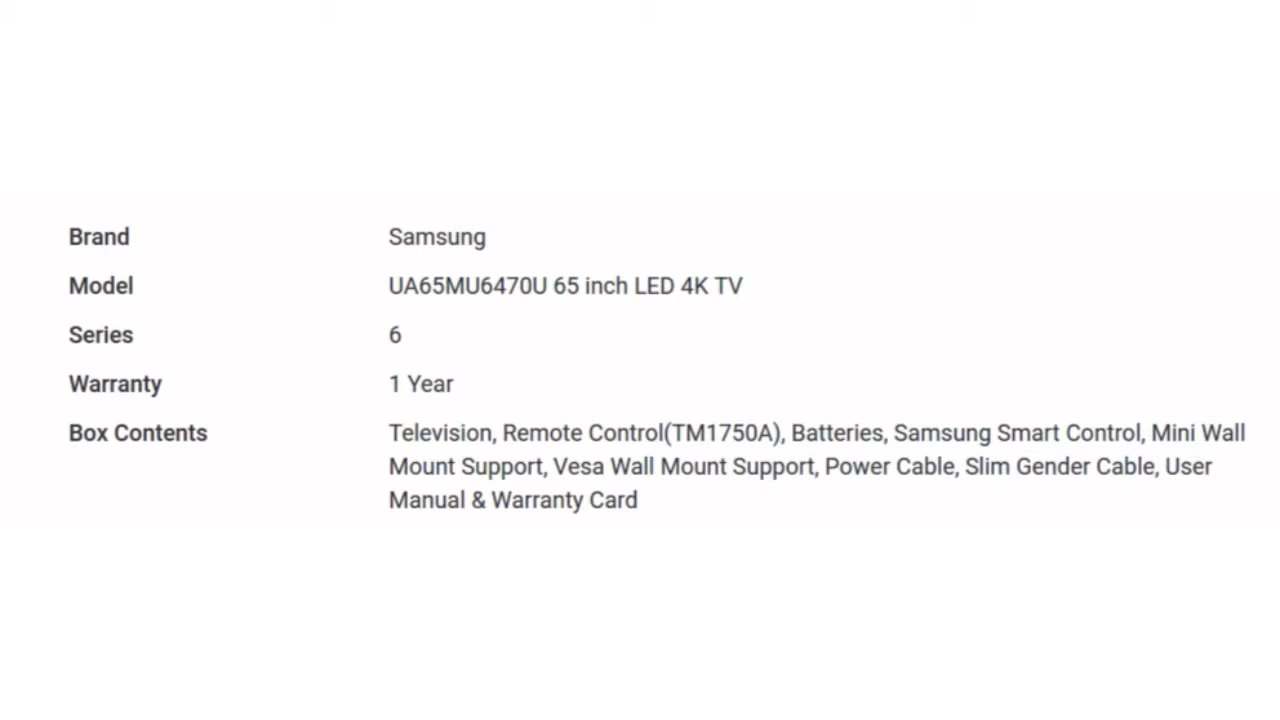 Brand Samsung
Model UA65MU6470U 65 inch LED 4K TV
Series 6
Warranty 1 Year
Box Contents Television, Remote Control(TM1750A), Batteries, Samsung Smart Control, Mini Wall
Mount Support, Vesa Wall Mount Support, Power Cable, Slim Gender Cable, User
Manual & Warranty Card